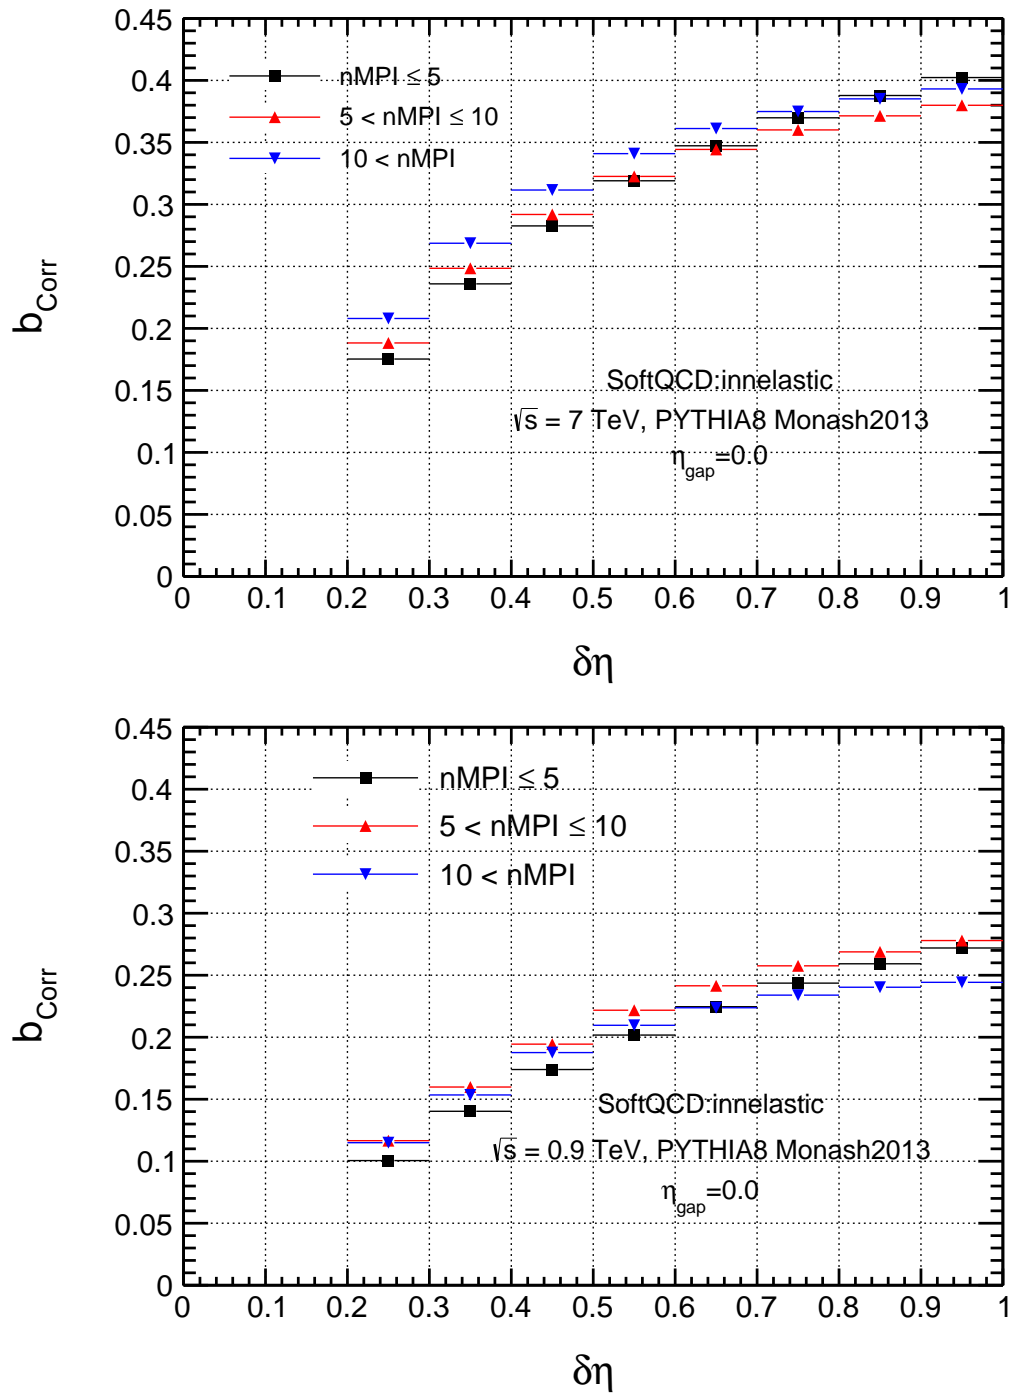 0.45
0.4
0.35
0.3
0.25
0.2
0.15
0.1
0.05
0
b_Corr
nMPI ≤ 5
5 < nMPI ≤ 10
10 < nMPI
SoftQCD:innelastic
√s = 7 TeV, PYTHIA8 Monash2013
η_gap=0.0
0 0.1 0.2 0.3 0.4 0.5 0.6 0.7 0.8 0.9 1
δη
0.45
0.4
0.35
0.3
0.25
0.2
0.15
0.1
0.05
0
b_Corr
nMPI ≤ 5
5 < nMPI ≤ 10
10 < nMPI
SoftQCD:innelastic
√s = 0.9 TeV, PYTHIA8 Monash2013
η_gap=0.0
0 0.1 0.2 0.3 0.4 0.5 0.6 0.7 0.8 0.9 1
δη